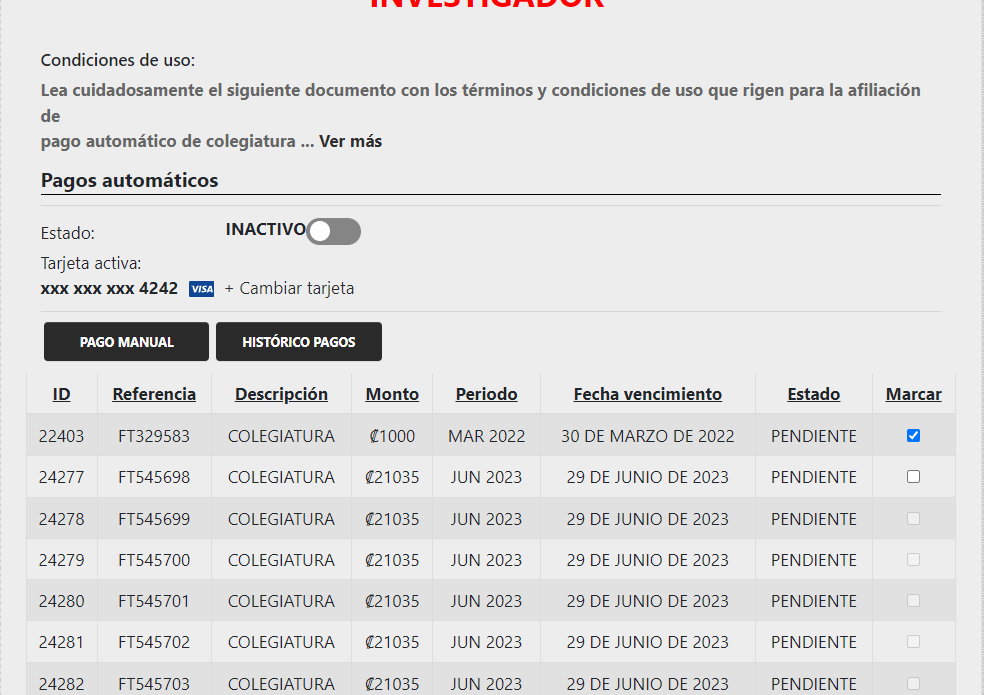 INVESTIGADOR
Condiciones de uso:
Lea cuidadosamente el siguiente documento con los términos y condiciones de uso que rigen para la afiliación
de
pago automático de colegiatura ... Ver más
Pagos automáticos
Estado: INACTIVO
Tarjeta activa:
xxx xxx xxx 4242 VISA + Cambiar tarjeta
PAGO MANUAL HISTÓRICO PAGOS
ID Referencia Descripción Monto Periodo Fecha vencimiento Estado Marcar
22403 FT329583 COLEGIATURA ₡1000 MAR 2022 30 DE MARZO DE 2022 PENDIENTE
24277 FT545698 COLEGIATURA ₡21035 JUN 2023 29 DE JUNIO DE 2023 PENDIENTE
24278 FT545699 COLEGIATURA ₡21035 JUN 2023 29 DE JUNIO DE 2023 PENDIENTE
24279 FT545700 COLEGIATURA ₡21035 JUN 2023 29 DE JUNIO DE 2023 PENDIENTE
24280 FT545701 COLEGIATURA ₡21035 JUN 2023 29 DE JUNIO DE 2023 PENDIENTE
24281 FT545702 COLEGIATURA ₡21035 JUN 2023 29 DE JUNIO DE 2023 PENDIENTE
24282 FT545703 COLEGIATURA ₡21035 JUN 2023 29 DE JUNIO DE 2023 PENDIENTE